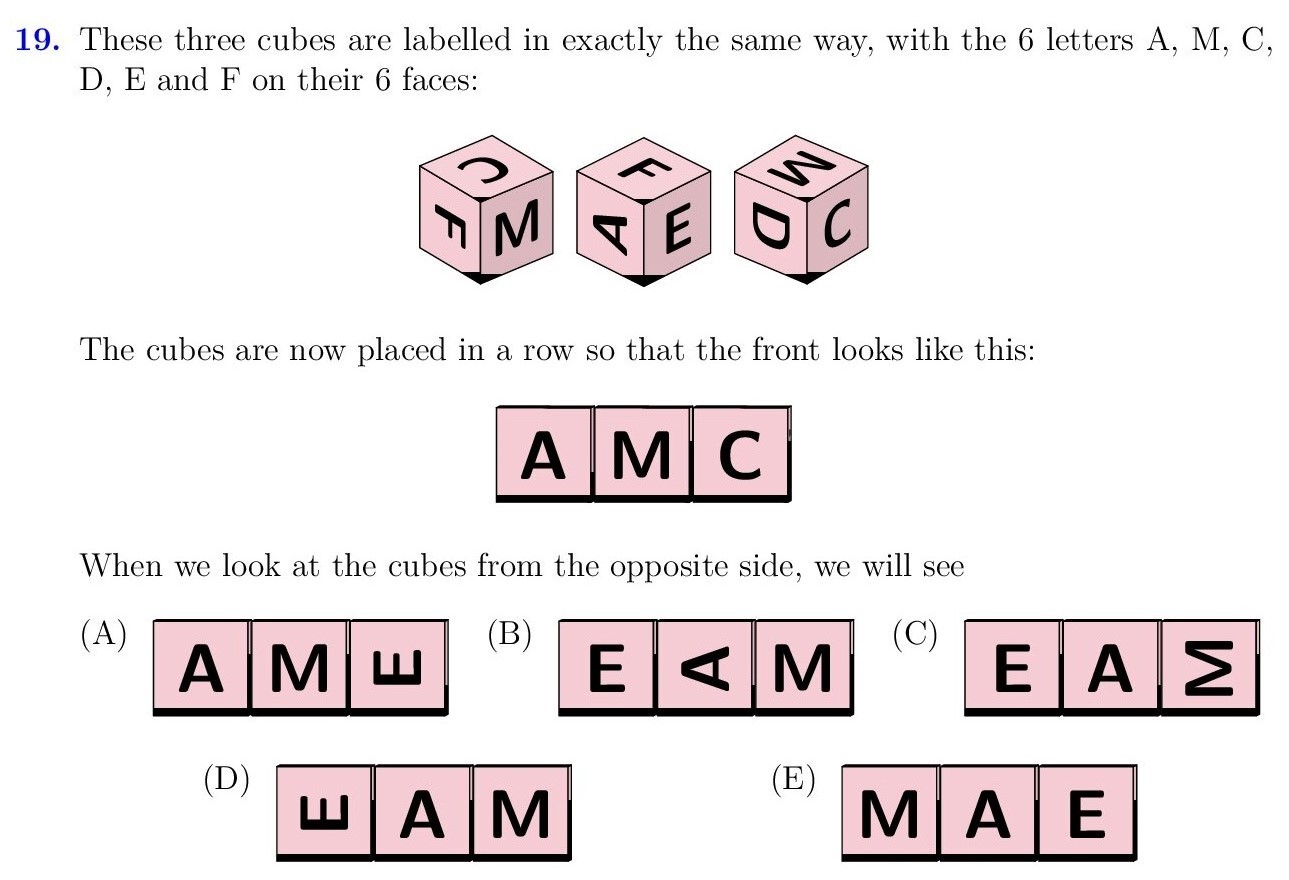 19. These three cubes are labelled in exactly the same way, with the 6 letters A, M, C,
D, E and F on their 6 faces:
C F M F A E M D C
The cubes are now placed in a row so that the front looks like this:
A M C
When we look at the cubes from the opposite side, we will see
(A) A M E (B) E A M (C) E A M
(D) E A M (E) M A E